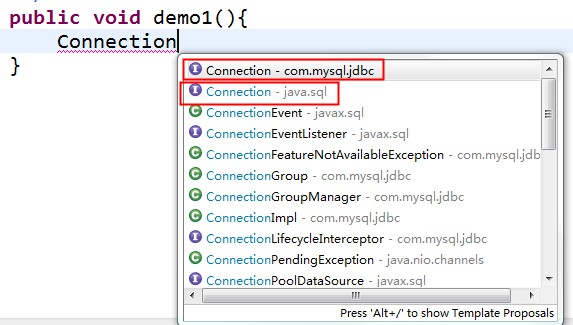 public void demo1(){
Connection
}
Connection - com.mysql.jdbc
Connection - java.sql
ConnectionEvent - javax.sql
ConnectionEventListener - javax.sql
ConnectionFeatureNotAvailableException - com.mysql.jdb
ConnectionGroup - com.mysql.jdbc
ConnectionGroupManager - com.mysql.jdbc
ConnectionImpl - com.mysql.jdbc
ConnectionLifecycleInterceptor - com.mysql.jdbc
ConnectionPendingException - java.nio.channels
ConnectionPoolDataSource - javax.sql
Press 'Alt+/' to show Template Proposals